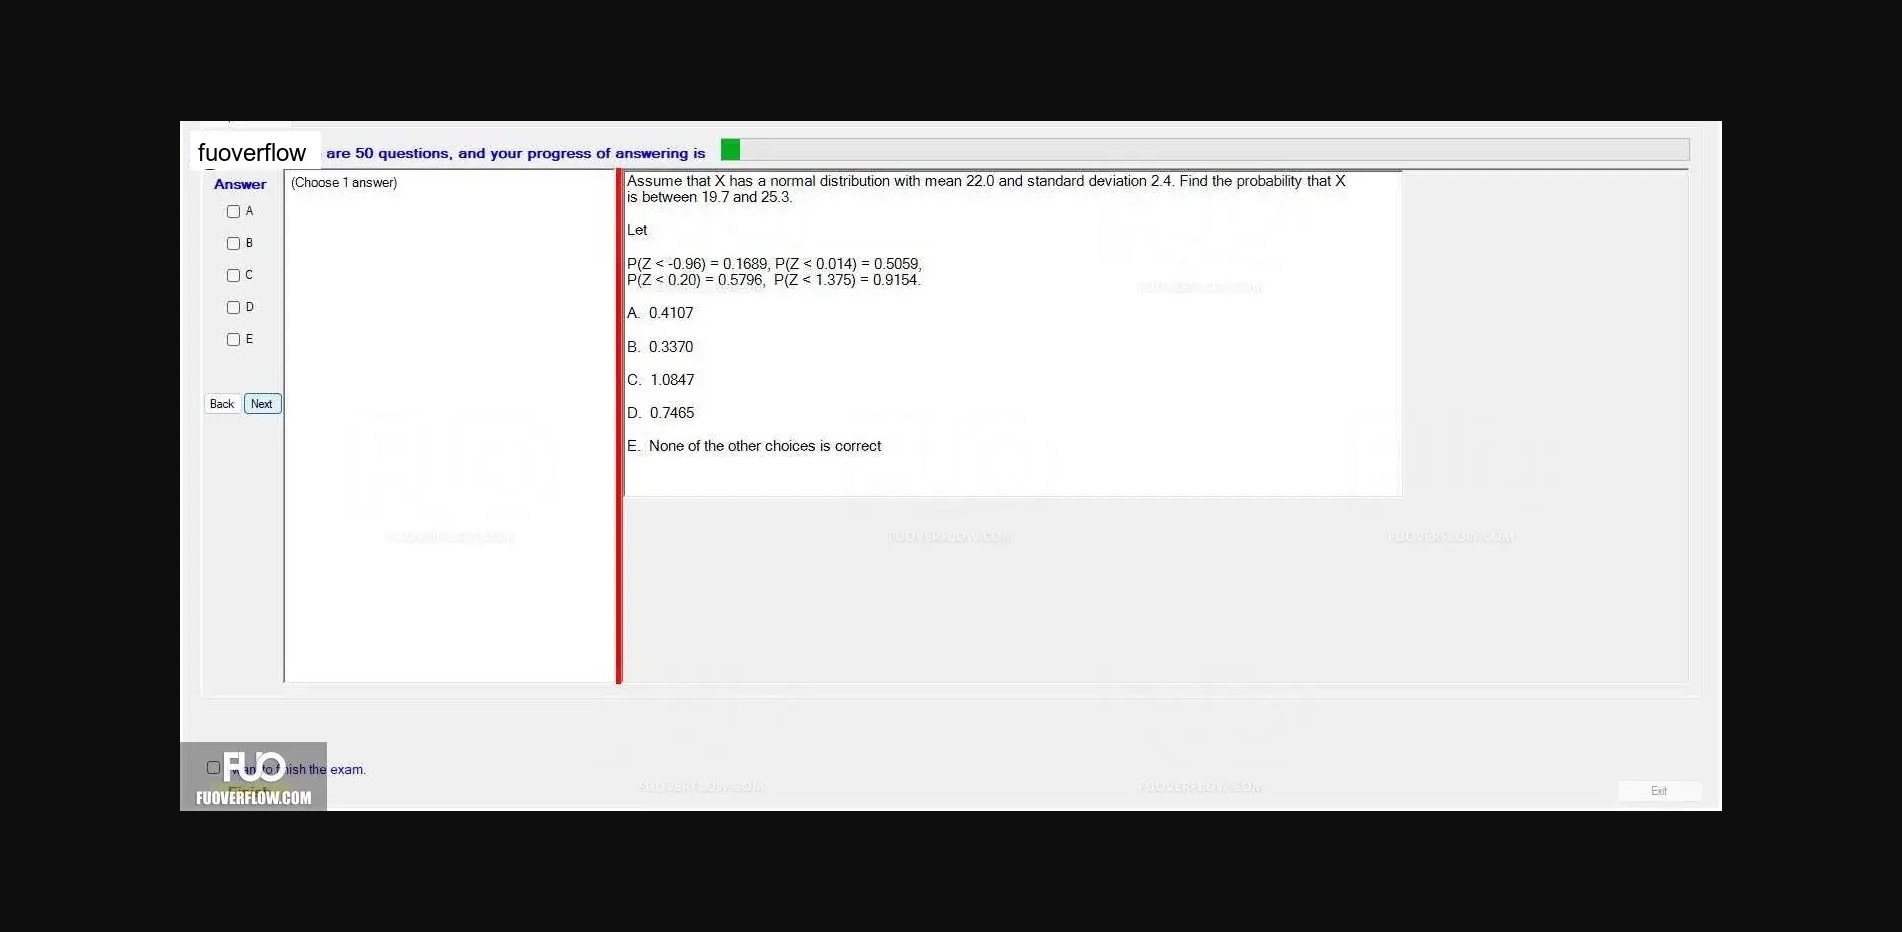 fuoverflow are 50 questions, and your progress of answering is
Answer
A
B
C
D
E
Back Next
(Choose 1 answer)
Assume that X has a normal distribution with mean 22.0 and standard deviation 2.4. Find the probability that X
is between 19.7 and 25.3.
Let
P(Z < -0.96) = 0.1689, P(Z < 0.014) = 0.5059,
P(Z < 0.20) = 0.5796, P(Z < 1.375) = 0.9154.
A. 0.4107
B. 0.3370
C. 1.0847
D. 0.7465
E. None of the other choices is correct
FUOVERFLOW.COM
FUOVERFLOW.COM
FUOVERFLOW.COM
FUOVERFLOW.COM
FUOVERFLOW.COM
FUOVERFLOW.COM
FUO
want to finish the exam.
Finish
FUOVERFLOW.COM
Exit